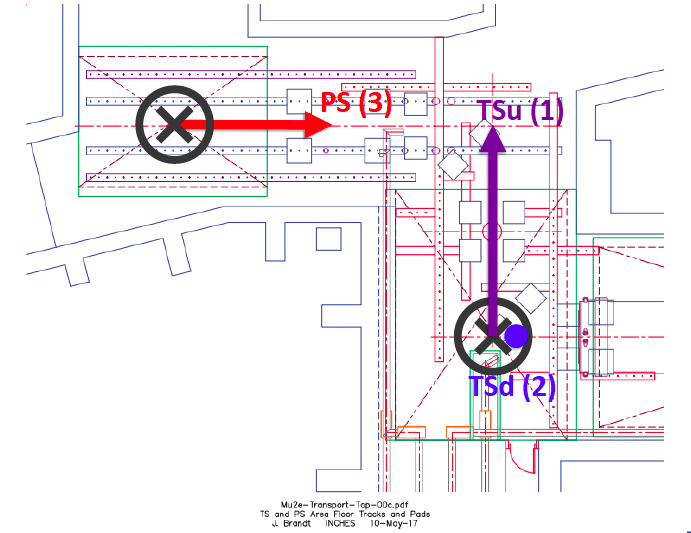 PS (3)
TSu (1)
TSd (2)
Mu2e-Transport-Top-00c.pdf
TS and PS Area Floor Tracks and Pads
J. Brandt INCHES 10-May-17